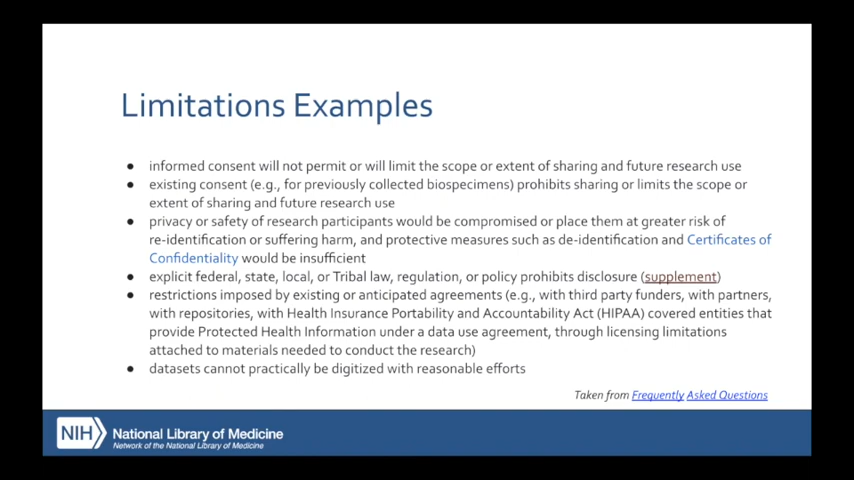 Limitations Examples
● informed consent will not permit or will limit the scope or extent of sharing and future research use
● existing consent (e.g., for previously collected biospecimens) prohibits sharing or limits the scope or
extent of sharing and future research use
● privacy or safety of research participants would be compromised or place them at greater risk of
re-identification or suffering harm, and protective measures such as de-identification and Certificates of
Confidentiality would be insufficient
● explicit federal, state, local, or Tribal law, regulation, or policy prohibits disclosure (supplement)
● restrictions imposed by existing or anticipated agreements (e.g., with third party funders, with partners,
with repositories, with Health Insurance Portability and Accountability Act (HIPAA) covered entities that
provide Protected Health Information under a data use agreement, through licensing limitations
attached to materials needed to conduct the research)
● datasets cannot practically be digitized with reasonable efforts
Taken from Frequently Asked Questions
NIH National Library of Medicine
Network of the National Library of Medicine